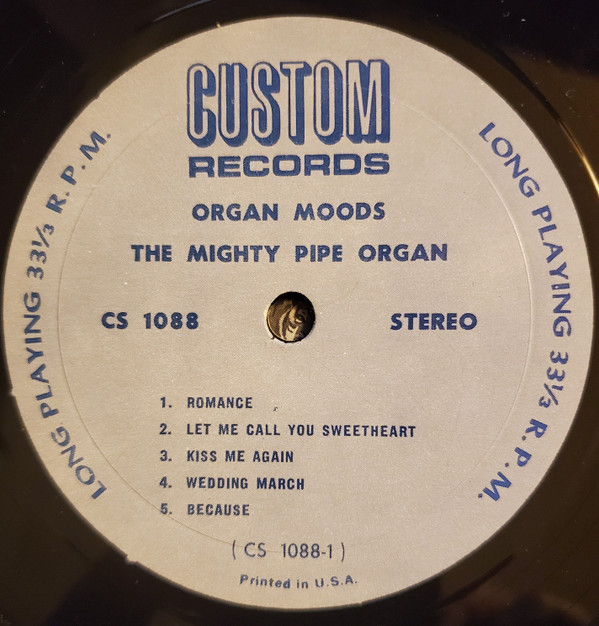 CUSTOM
RECORDS
ORGAN MOODS
THE MIGHTY PIPE ORGAN
CS 1088
STEREO
1. ROMANCE
2. LET ME CALL YOU SWEETHEART
3. KISS ME AGAIN
4. WEDDING MARCH
5. BECAUSE
(CS 1088-1)
Printed in U.S.A.
LONG PLAYING 33⅓ R.P.M.
LONG PLAYING 33⅓ R.P.M.